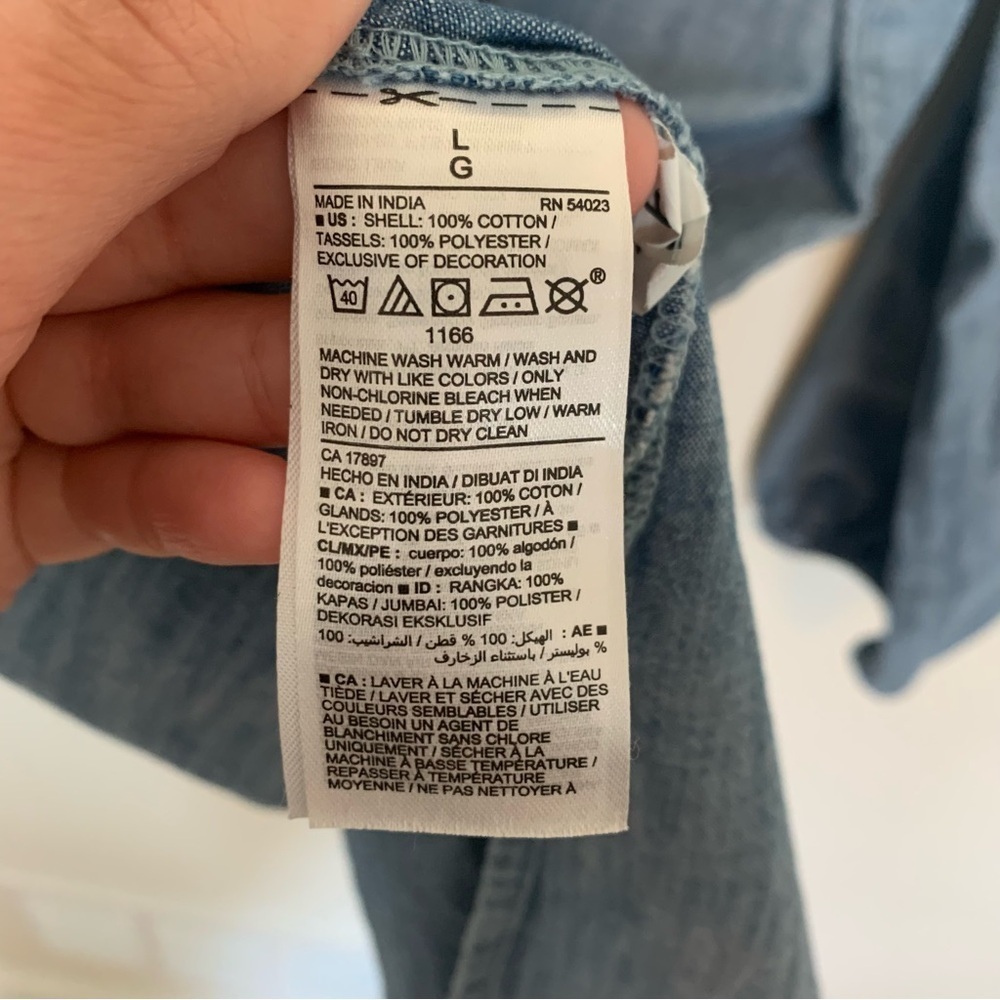 L
G
MADE IN INDIA RN 54023
■ US : SHELL: 100% COTTON /
TASSELS: 100% POLYESTER /
EXCLUSIVE OF DECORATION
40 ®
1166
MACHINE WASH WARM / WASH AND
DRY WITH LIKE COLORS / ONLY
NON-CHLORINE BLEACH WHEN
NEEDED / TUMBLE DRY LOW / WARM
IRON / DO NOT DRY CLEAN
CA 17897
HECHO EN INDIA / DIBUAT DI INDIA
■ CA : EXTÉRIEUR: 100% COTON /
GLANDS: 100% POLYESTER / À
L'EXCEPTION DES GARNITURES ■
CL/MX/PE : cuerpo: 100% algodón /
100% poliéster / excluyendo la
decoracion ■ ID : RANGKA: 100%
KAPAS / JUMBAI: 100% POLISTER /
DEKORASI EKSKLUSIF
■ AE : الهيكل: 100 % قطن / الشراشيب: 100
% بوليستر / باستثناء الزخارف
■ CA : LAVER À LA MACHINE À L'EAU
TIÈDE / LAVER ET SÉCHER AVEC DES
COULEURS SEMBLABLES / UTILISER
AU BESOIN UN AGENT DE
BLANCHIMENT SANS CHLORE
UNIQUEMENT / SÉCHER À LA
MACHINE À BASSE TEMPÉRATURE /
REPASSER À TEMPÉRATURE
MOYENNE / NE PAS NETTOYER À